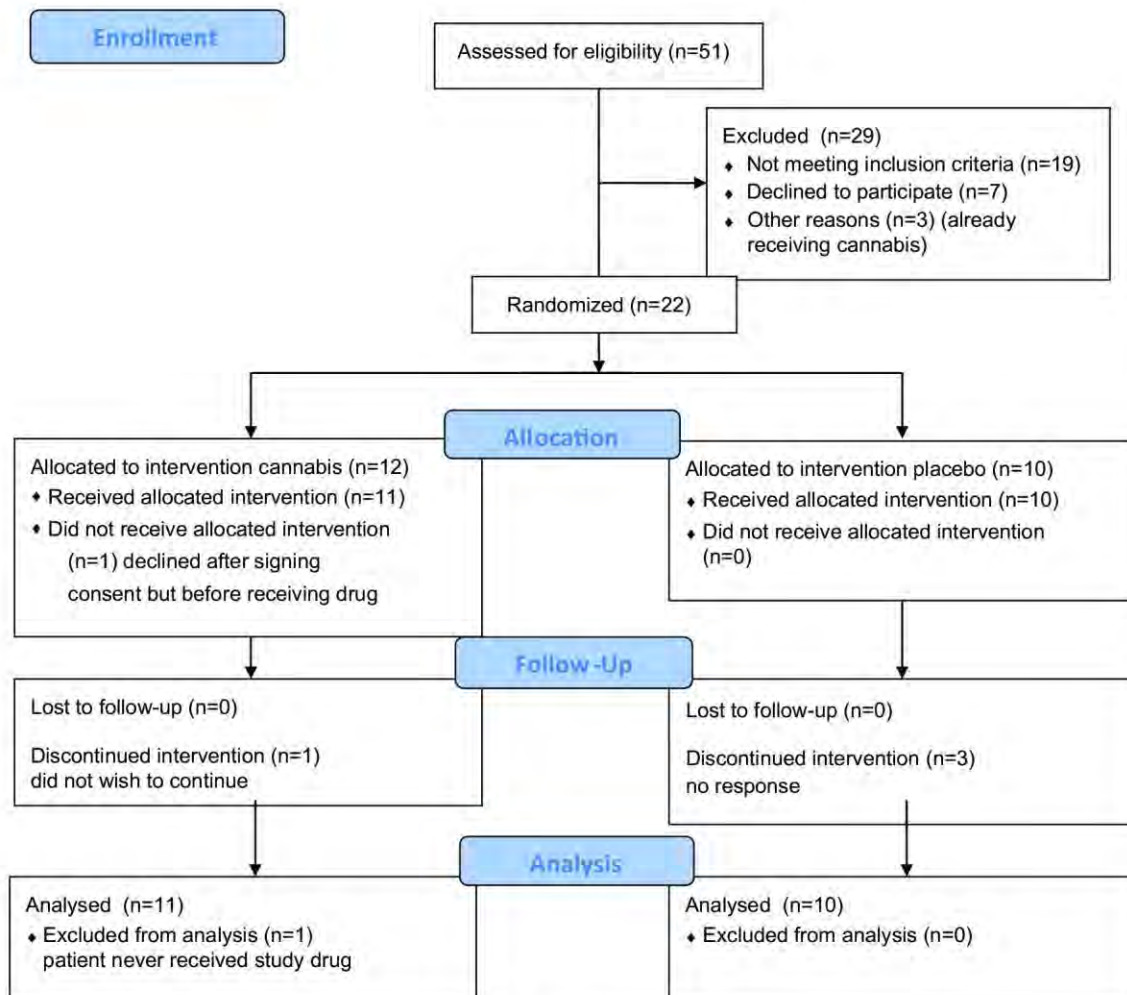 Enrollment
Assessed for eligibility (n=51)
Excluded (n=29)
♦ Not meeting inclusion criteria (n=19)
♦ Declined to participate (n=7)
♦ Other reasons (n=3) (already
receiving cannabis)
Randomized (n=22)
Allocation
Allocated to intervention cannabis (n=12)
♦ Received allocated intervention (n=11)
♦ Did not receive allocated intervention
(n=1) declined after signing
consent but before receiving drug
Allocated to intervention placebo (n=10)
♦ Received allocated intervention (n=10)
♦ Did not receive allocated intervention
(n=0)
Follow-Up
Lost to follow-up (n=0)
Discontinued intervention (n=1)
did not wish to continue
Lost to follow-up (n=0)
Discontinued intervention (n=3)
no response
Analysis
Analysed (n=11)
♦ Excluded from analysis (n=1)
patient never received study drug
Analysed (n=10)
♦ Excluded from analysis (n=0)